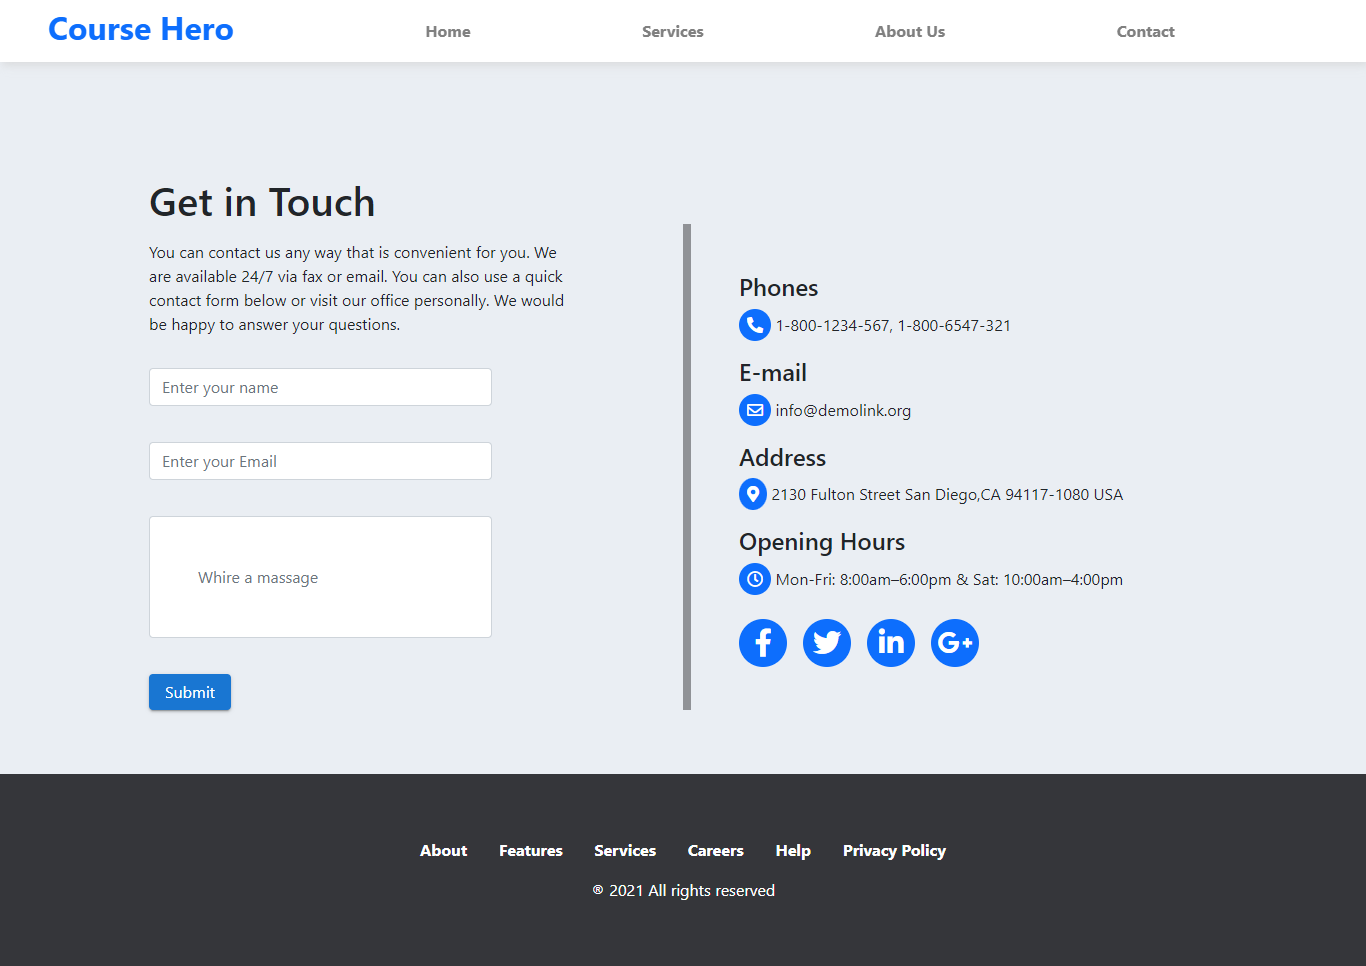 Course Hero
Home
Services
About Us
Contact
Get in Touch
You can contact us any way that is convenient for you. We
are available 24/7 via fax or email. You can also use a quick
contact form below or visit our office personally. We would
be happy to answer your questions.
Enter your name
Enter your Email
Whire a massage
Submit
Phones
1-800-1234-567, 1-800-6547-321
E-mail
info@demolink.org
Address
2130 Fulton Street San Diego,CA 94117-1080 USA
Opening Hours
Mon-Fri: 8:00am–6:00pm & Sat: 10:00am–4:00pm
About
Features
Services
Careers
Help
Privacy Policy
® 2021 All rights reserved